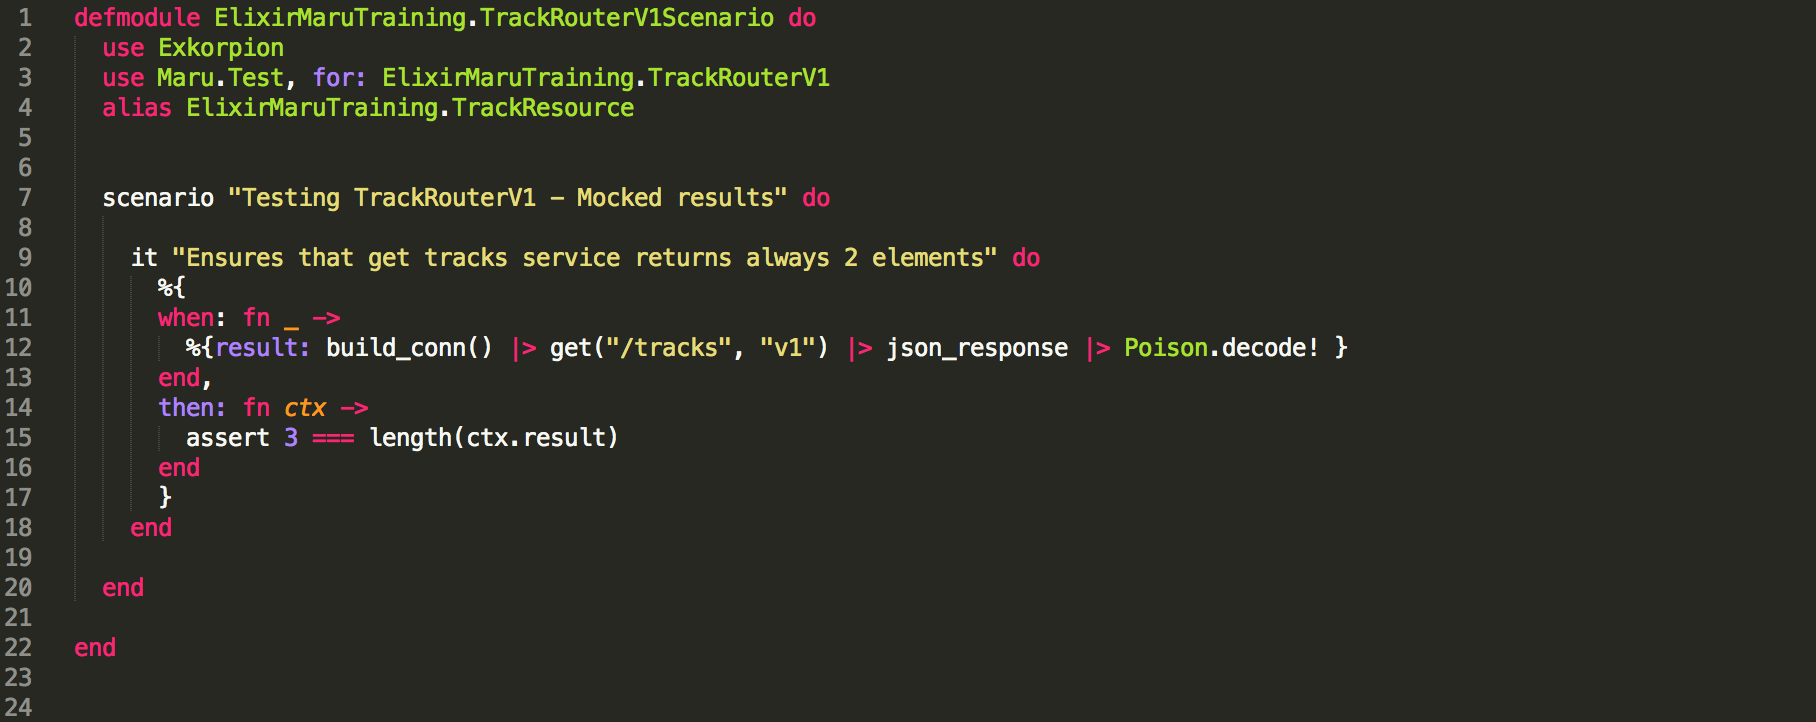 1 defmodule ElixirMaruTraining.TrackRouterV1Scenario do
2 use Exkorpion
3 use Maru.Test, for: ElixirMaruTraining.TrackRouterV1
4 alias ElixirMaruTraining.TrackResource
5
6
7 scenario "Testing TrackRouterV1 – Mocked results" do
8
9 it "Ensures that get tracks service returns always 2 elements" do
10 %{
11 when: fn _ ->
12 %{result: build_conn() |> get("/tracks", "v1") |> json_response |> Poison.decode! }
13 end,
14 then: fn ctx ->
15 assert 3 === length(ctx.result)
16 end
17 }
18 end
19
20 end
21
22 end
23
24